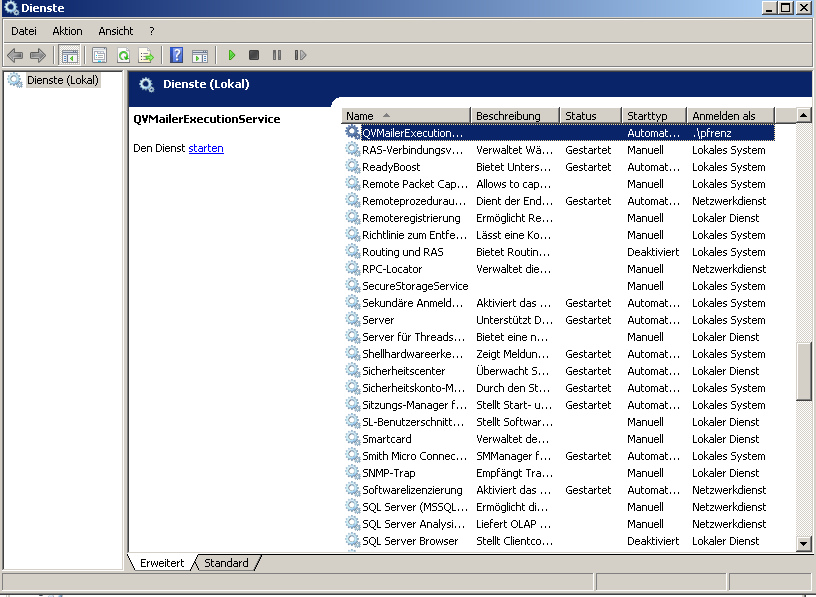 Dienste
Datei Aktion Ansicht ?
Dienste (Lokal)
Dienste (Lokal)
QVMailerExecutionService
Den Dienst starten
Name Beschreibung Status Starttyp Anmelden als
QVMailerExecution... Automat... .\pfrenz
RAS-Verbindungsv... Verwaltet Wä... Gestartet Manuell Lokales System
ReadyBoost Bietet Unters... Gestartet Automat... Lokales System
Remote Packet Cap... Allows to cap... Manuell Lokales System
Remoteprozedurau... Dient der End... Gestartet Automat... Netzwerkdienst
Remoteregistrierung Ermöglicht Re... Manuell Lokaler Dienst
Richtlinie zum Entfe... Lässt eine Ko... Manuell Lokales System
Routing und RAS Bietet Routin... Deaktiviert Lokales System
RPC-Locator Verwaltet die... Manuell Netzwerkdienst
SecureStorageService Manuell Lokales System
Sekundäre Anmeld... Aktiviert das ... Gestartet Automat... Lokales System
Server Unterstützt D... Gestartet Automat... Lokales System
Server für Threads... Bietet eine n... Manuell Lokaler Dienst
Shellhardwareerke... Zeigt Meldun... Gestartet Automat... Lokales System
Sicherheitscenter Überwacht S... Gestartet Automat... Lokaler Dienst
Sicherheitskonto-M... Durch den St... Gestartet Automat... Lokales System
Sitzungs-Manager f... Stellt Start- u... Gestartet Automat... Lokales System
SL-Benutzerschnitt... Stellt Softwar... Manuell Lokaler Dienst
Smartcard Verwaltet de... Manuell Lokaler Dienst
Smith Micro Connec... SMManager f... Gestartet Automat... Lokales System
SNMP-Trap Empfängt Tra... Manuell Lokaler Dienst
Softwarelizenzierung Aktiviert das ... Gestartet Automat... Netzwerkdienst
SQL Server (MSSQL... Ermöglicht di... Manuell Netzwerkdienst
SQL Server Analysi... Liefert OLAP ... Manuell Netzwerkdienst
SQL Server Browser Stellt Clientco... Deaktiviert Lokaler Dienst
Erweitert Standard